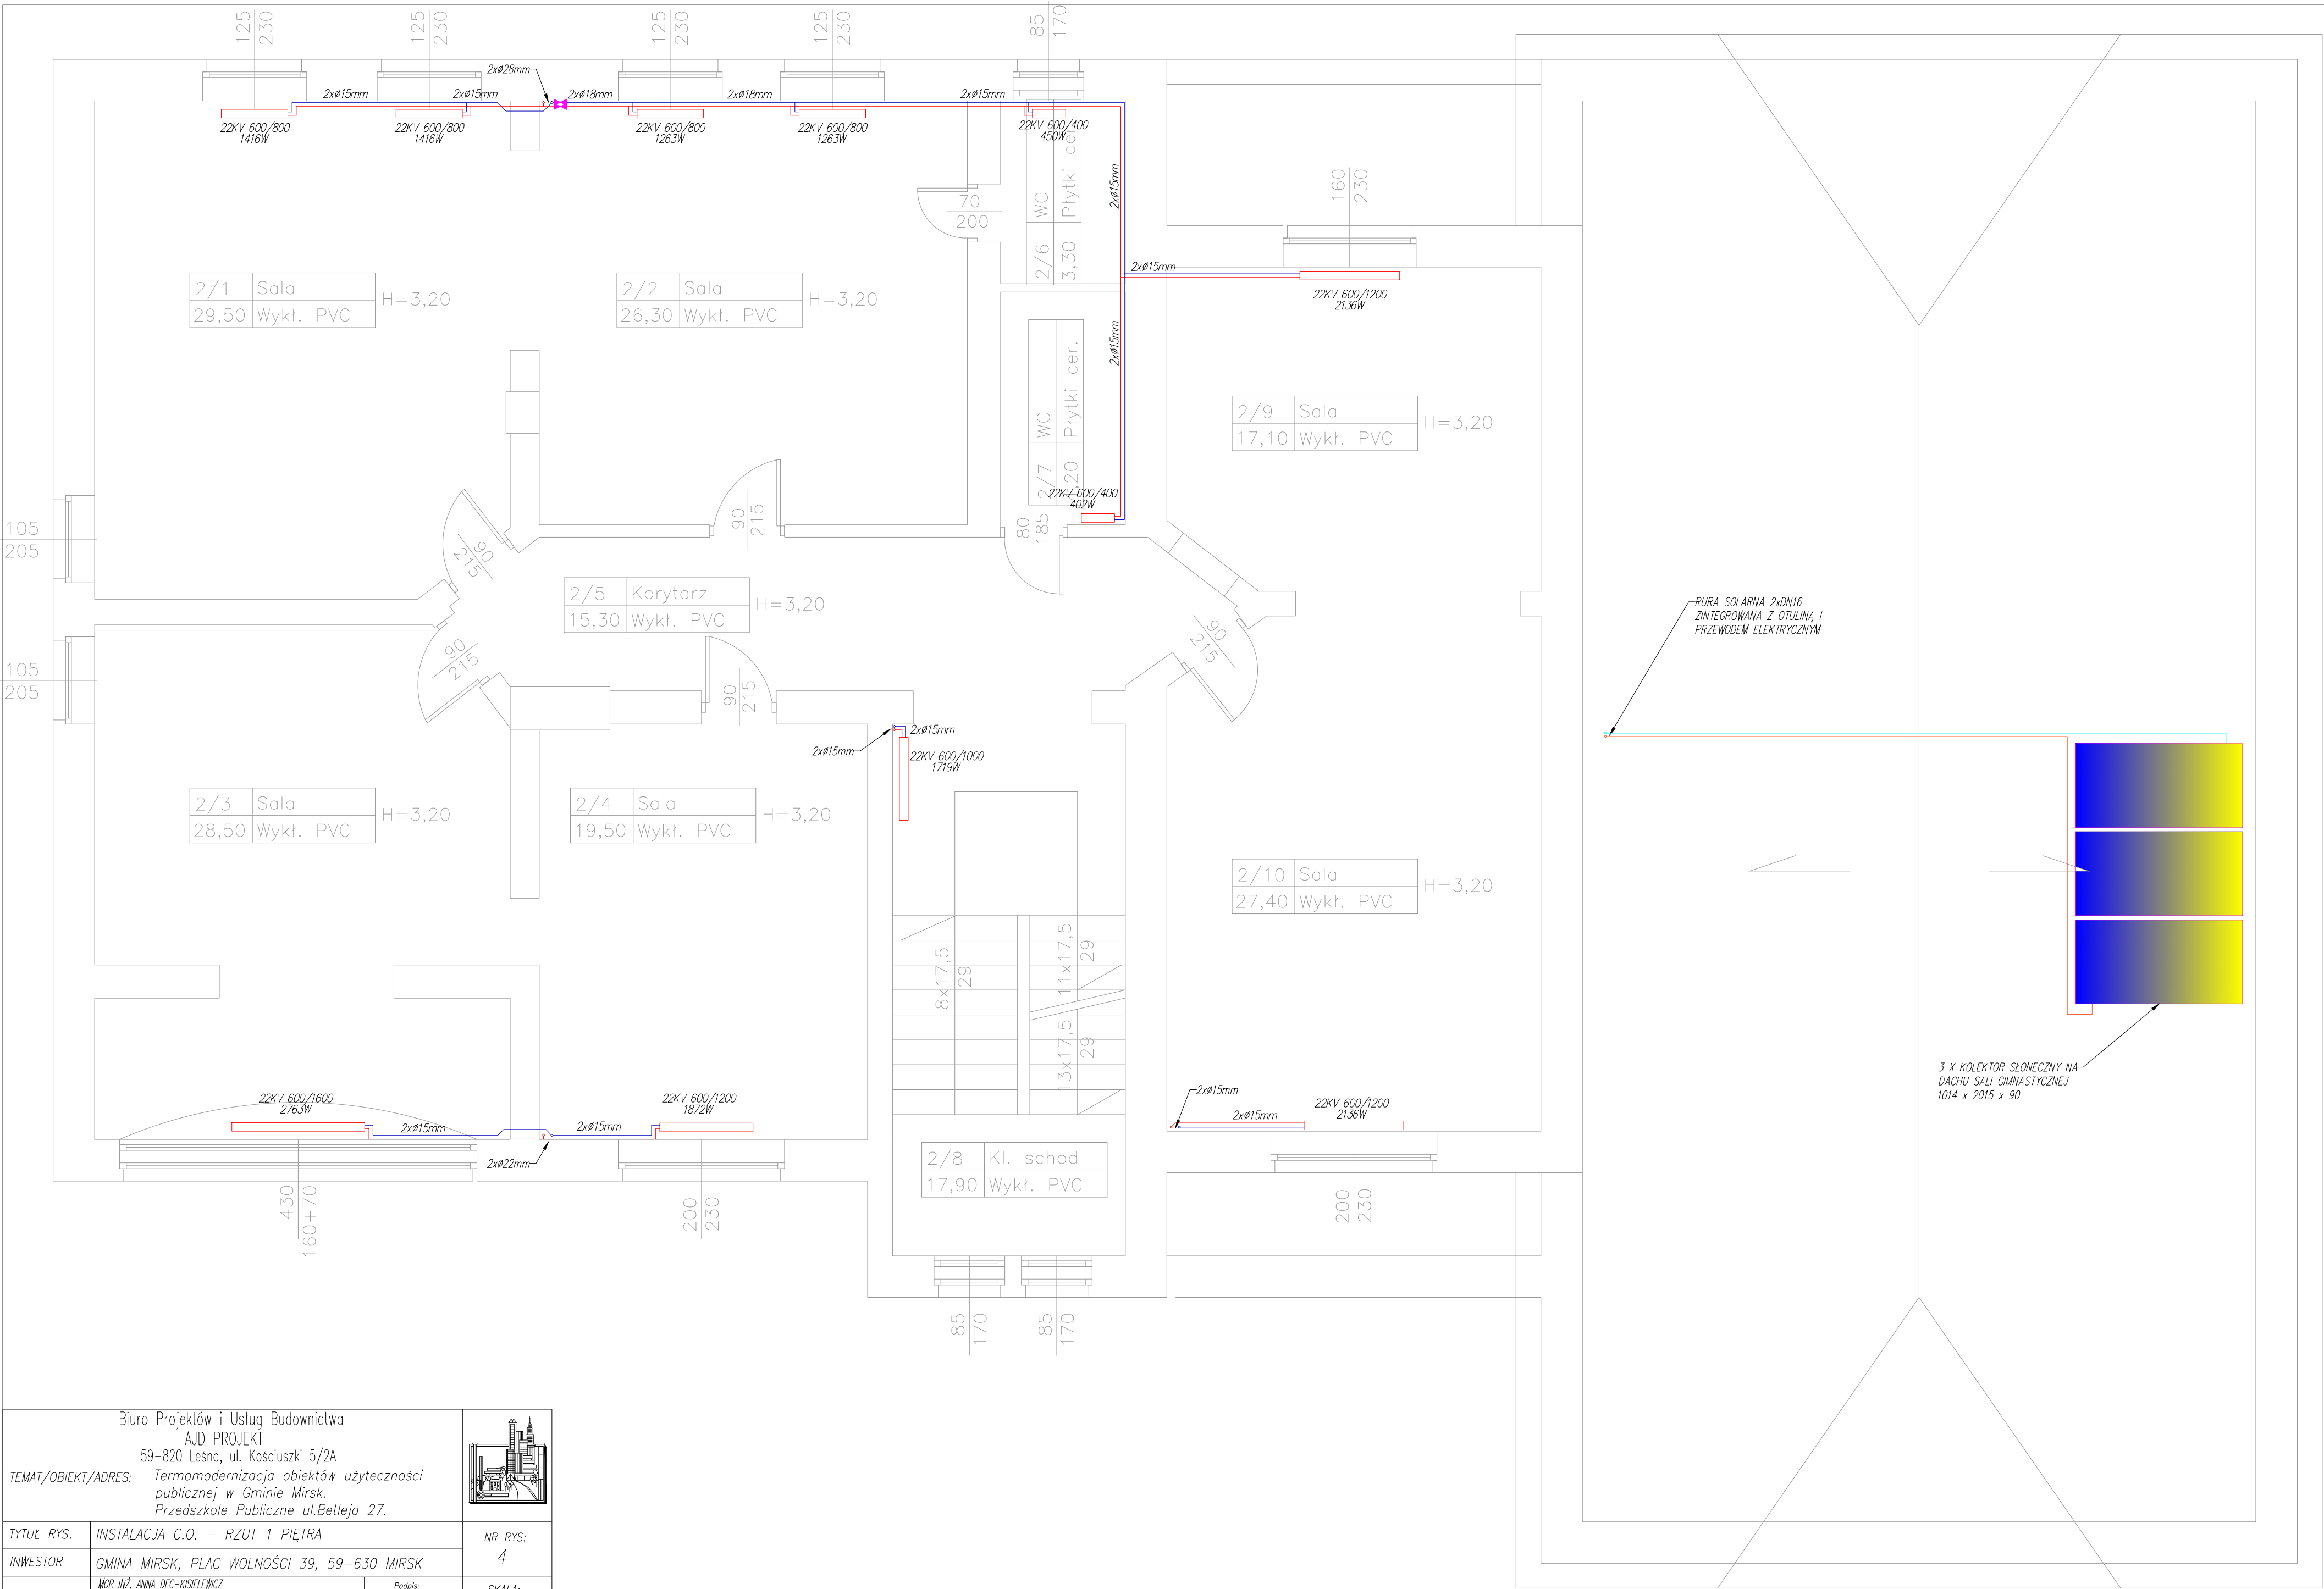 125
230
125
230
125
230
125
230
85
170
2xø28mm
2xø15mm
2xø15mm
2xø18mm
2xø18mm
2xø15mm
22KV 600/800
1416W
22KV 600/800
1416W
22KV 600/800
1263W
22KV 600/800
1263W
22KV 600/400
450W
2/6 WC
3,30 Płytki cer.
2xø15mm
70
200
160
230
2xø15mm
22KV 600/1200
2136W
2/1 Sala
29,50 Wykł. PVC
H=3,20
2/2 Sala
26,30 Wykł. PVC
H=3,20
2xø15mm
2/7 WC
4,20 Płytki cer.
22KV 600/400
402W
2/9 Sala
17,10 Wykł. PVC
H=3,20
105
205
90
215
90
215
80
185
2/5 Korytarz
15,30 Wykł. PVC
H=3,20
105
205
90
215
90
215
90
215
RURA SOLARNA 2xDN16
ZINTEGROWANA Z OTULINĄ I
PRZEWODEM ELEKTRYCZNYM
2xø15mm
2xø15mm
22KV 600/1000
1719W
2/3 Sala
28,50 Wykł. PVC
H=3,20
2/4 Sala
19,50 Wykł. PVC
H=3,20
2/10 Sala
27,40 Wykł. PVC
H=3,20
8x17,5
29
11x17,5
29
13x17,5
29
3 X KOLEKTOR SŁONECZNY NA
DACHU SALI GIMNASTYCZNEJ
1014 x 2015 x 90
22KV 600/1600
2763W
22KV 600/1200
1872W
2xø15mm
2xø15mm
2xø22mm
2xø15mm
2xø15mm
22KV 600/1200
2136W
2/8 Kl. schod
17,90 Wykł. PVC
430
160+70
200
230
200
230
85
170
85
170
Biuro Projektów i Usług Budownictwa
AJD PROJEKT
59-820 Leśna, ul. Kościuszki 5/2A
TEMAT/OBIEKT/ADRES: Termomodernizacja obiektów użyteczności
publicznej w Gminie Mirsk.
Przedszkole Publiczne ul.Betleja 27.
TYTUŁ RYS. INSTALACJA C.O. - RZUT 1 PIĘTRA
NR RYS:
4
INWESTOR GMINA MIRSK, PLAC WOLNOŚCI 39, 59-630 MIRSK
MGR INŻ. ANNA DEC-KISIELEWICZ
Podpis:
SKALA: